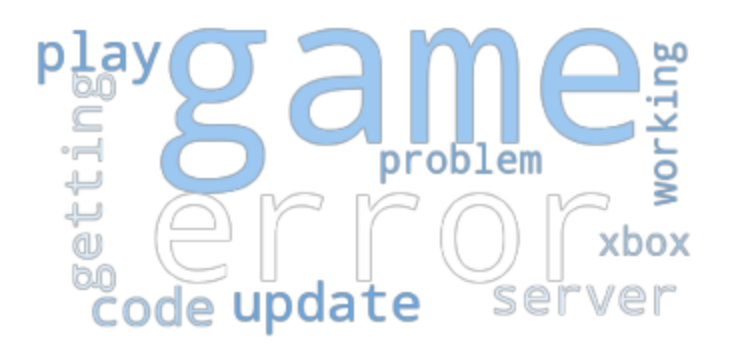 play
game
getting
working
problem
error
xbox
code
update
server